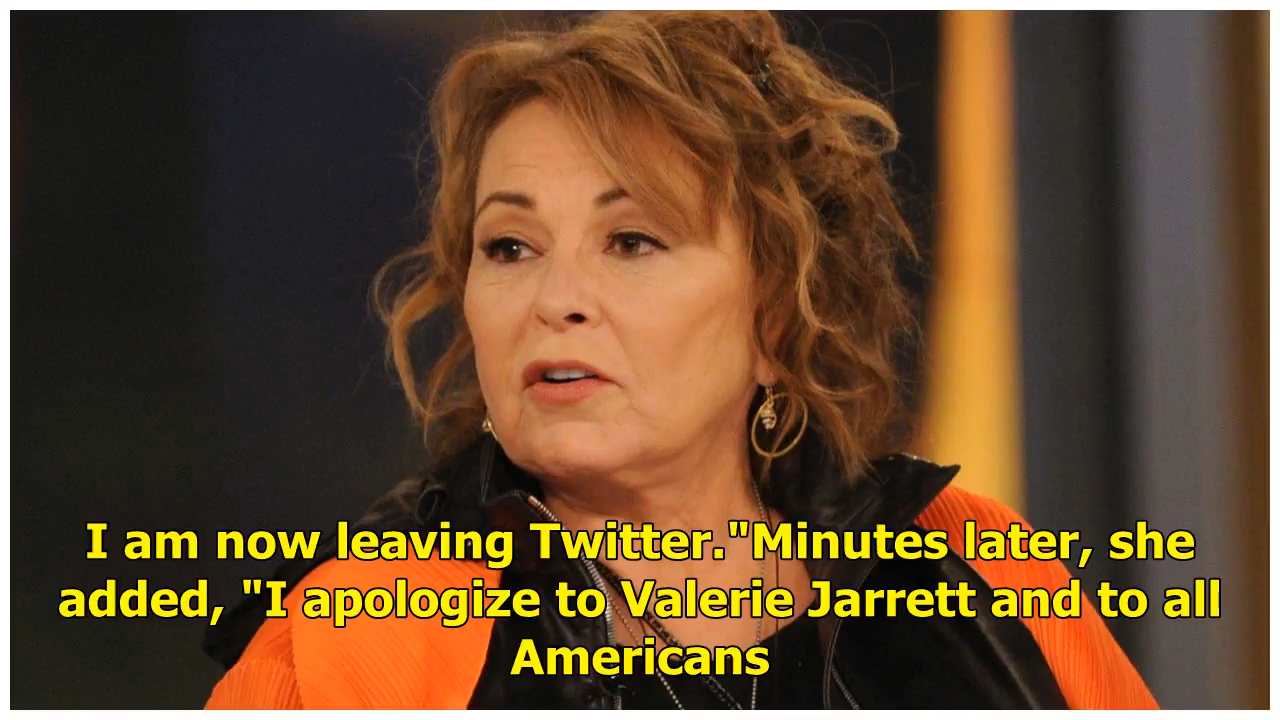 I am now leaving Twitter."Minutes later, she
added, "I apologize to Valerie Jarrett and to all
Americans